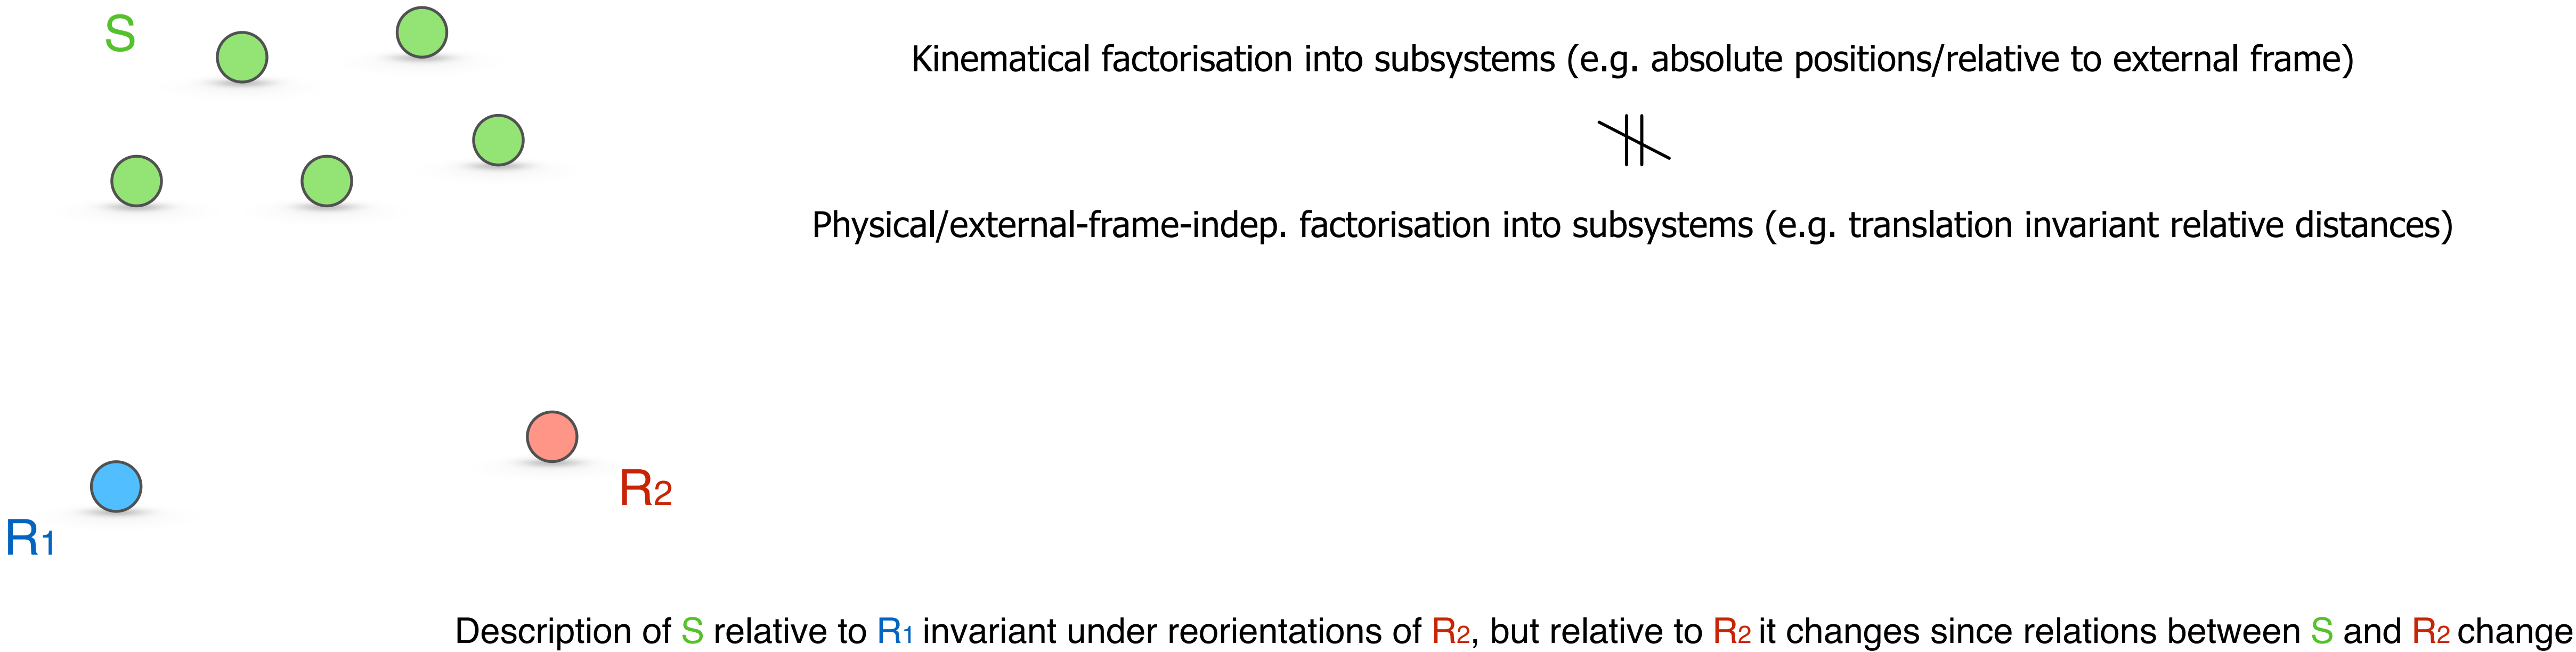 S
Kinematical factorisation into subsystems (e.g. absolute positions/relative to external frame)
Physical/external-frame-indep. factorisation into subsystems (e.g. translation invariant relative distances)
R2
R1
Description of S relative to R1 invariant under reorientations of R2, but relative to R2 it changes since relations between S and R2 change